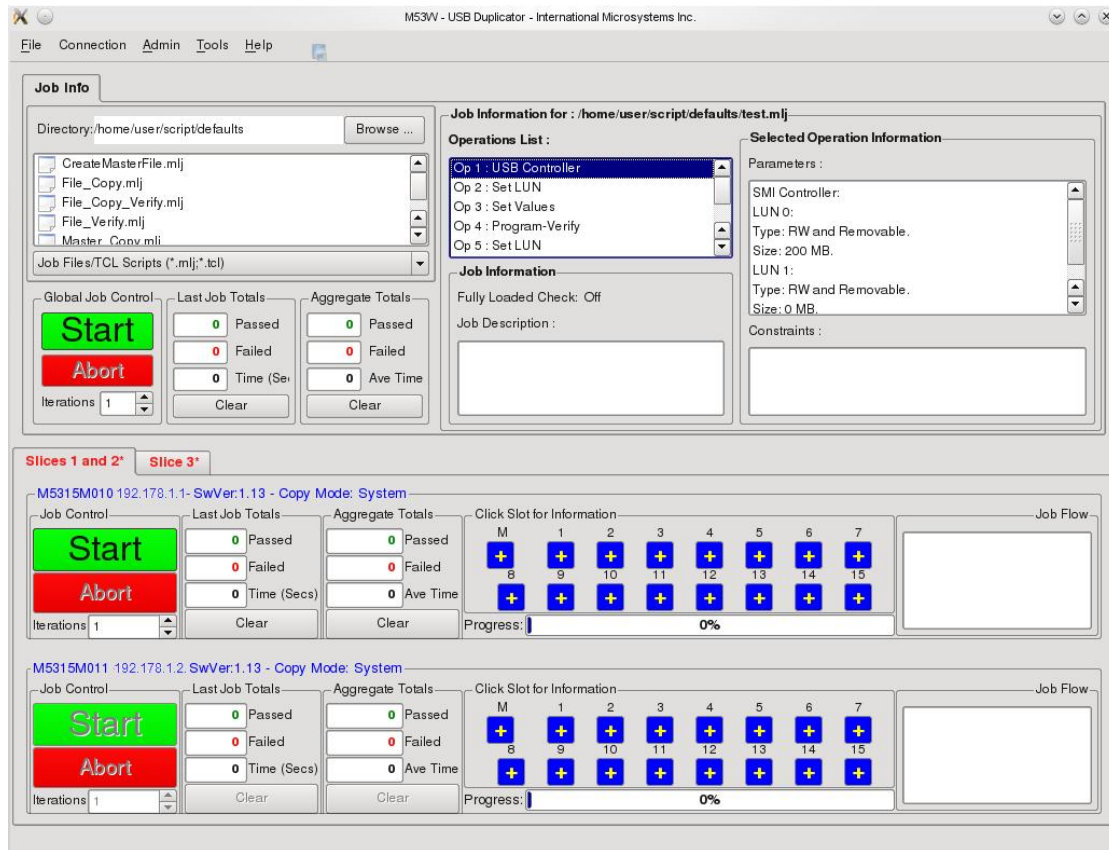 M53W - USB Duplicator - International Microsystems Inc.
File Connection Admin Tools Help
Job Info
Directory:/home/user/script/defaults
Browse ...
CreateMasterFile.mlj
File_Copy.mlj
File_Copy_Verify.mlj
File_Verify.mlj
Master_Copy.mlj
Job Files/TCL Scripts (*.mlj;*.tcl)
Global Job Control
Start
Abort
Iterations 1
Last Job Totals
0 Passed
0 Failed
0 Time (Se
Clear
Aggregate Totals
0 Passed
0 Failed
0 Ave Time
Clear
Job Information for : /home/user/script/defaults/test.mlj
Operations List :
Op 1 : USB Controller
Op 2 : Set LUN
Op 3 : Set Values
Op 4 : Program-Verify
Op 5 : Set LUN
Job Information
Fully Loaded Check: Off
Job Description :
Selected Operation Information
Parameters :
SMI Controller:
LUN 0:
Type: RW and Removable.
Size: 200 MB.
LUN 1:
Type: RW and Removable.
Size: 0 MB.
Constraints :
Slices 1 and 2* Slice 3*
M5315M010 192.178.1.1- SwVer:1.13 - Copy Mode: System
Job Control
Start
Abort
Iterations 1
Last Job Totals
0 Passed
0 Failed
0 Time (Secs)
Clear
Aggregate Totals
0 Passed
0 Failed
0 Ave Time
Clear
Click Slot for Information
M 1 2 3 4 5 6 7
+ + + + + + + +
8 9 10 11 12 13 14 15
+ + + + + + + +
Progress: 0%
Job Flow
M5315M011 192.178.1.2. SwVer:1.13 - Copy Mode: System
Job Control
Start
Abort
Iterations 1
Last Job Totals
0 Passed
0 Failed
0 Time (Secs)
Clear
Aggregate Totals
0 Passed
0 Failed
0 Ave Time
Clear
Click Slot for Information
M 1 2 3 4 5 6 7
+ + + + + + + +
8 9 10 11 12 13 14 15
+ + + + + + + +
Progress: 0%
Job Flow